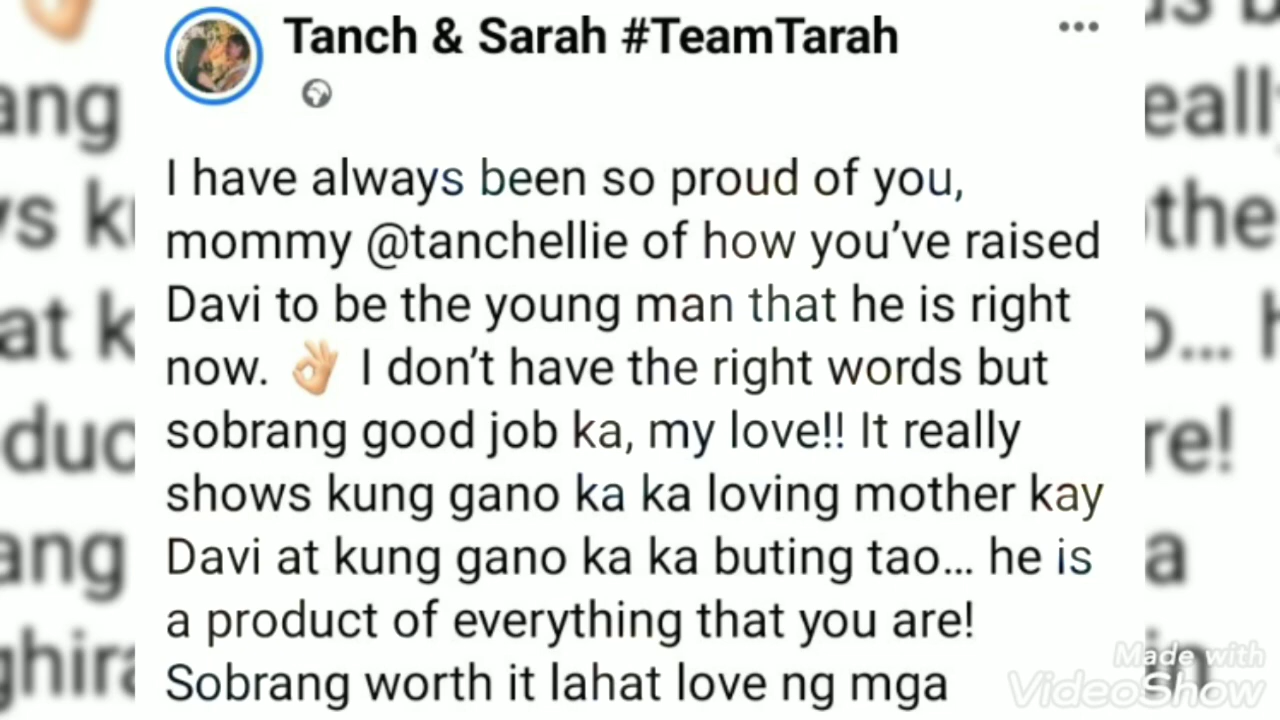 Tanch & Sarah #TeamTarah
I have always been so proud of you,
mommy @tanchellie of how you've raised
Davi to be the young man that he is right
now. 👌🏻 I don't have the right words but
sobrang good job ka, my love!! It really
shows kung gano ka ka loving mother kay
Davi at kung gano ka ka buting tao... he is
a product of everything that you are!
Sobrang worth it lahat love ng mga
Made with
VideoShow